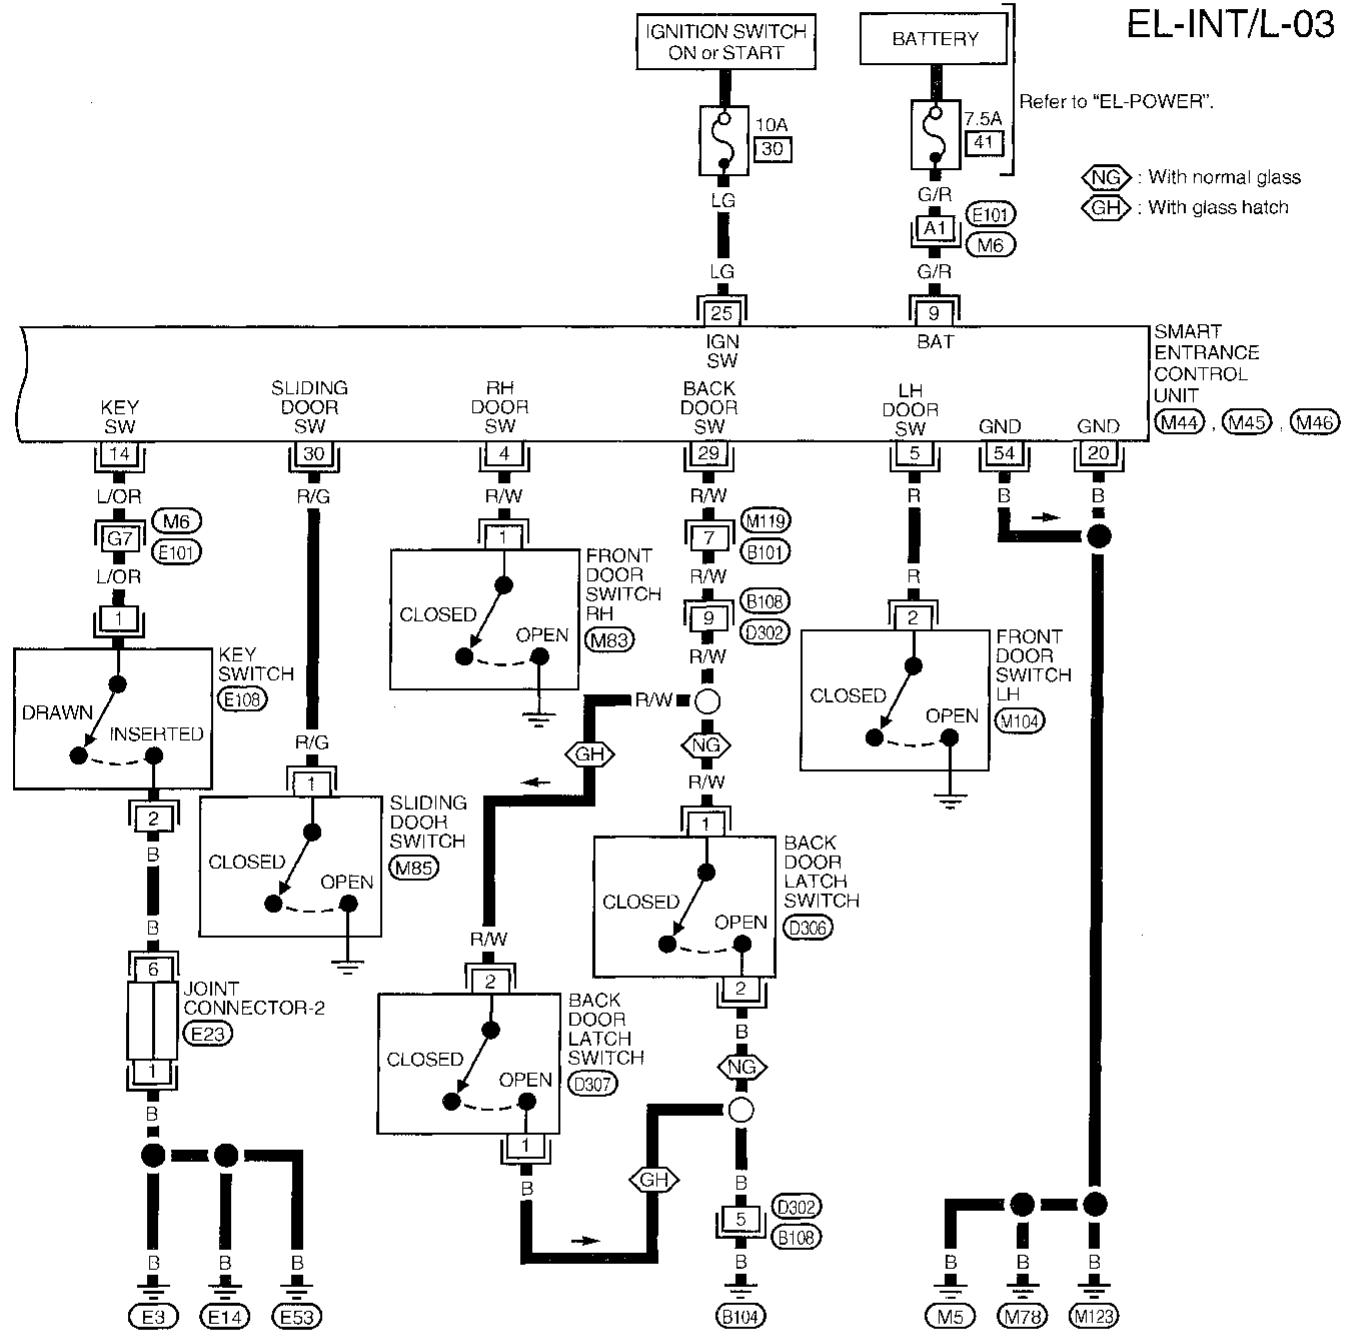 EL-INT/L-03
IGNITION SWITCH
ON or START
BATTERY
Refer to "EL-POWER".
10A
30
7.5A
41
NG : With normal glass
GH : With glass hatch
LG
G/R
A1
E101
M6
LG
G/R
25
9
IGN
SW
BAT
SMART
ENTRANCE
CONTROL
UNIT
M44 , M45 , M46
KEY
SW
SLIDING
DOOR
SW
RH
DOOR
SW
BACK
DOOR
SW
LH
DOOR
SW
GND
GND
14
30
4
29
5
54
20
L/OR
R/G
R/W
R/W
R
B
B
G7
M6
E101
1
7
M119
B101
L/OR
R/W
R
FRONT
DOOR
SWITCH
RH
M83
CLOSED
OPEN
1
9
B108
D302
2
R/W
KEY
SWITCH
E108
DRAWN
INSERTED
FRONT
DOOR
SWITCH
LH
M104
CLOSED
OPEN
R/W
GH
NG
R/W
R/G
1
2
1
B
SLIDING
DOOR
SWITCH
M85
CLOSED
OPEN
BACK
DOOR
LATCH
SWITCH
D306
CLOSED
OPEN
B
R/W
6
2
2
JOINT
CONNECTOR-2
E23
BACK
DOOR
LATCH
SWITCH
D307
CLOSED
OPEN
B
NG
1
B
1
B
GH
B
5
D302
B108
B
B
B
B
B
B
B
E3
E14
E53
B104
M5
M78
M123